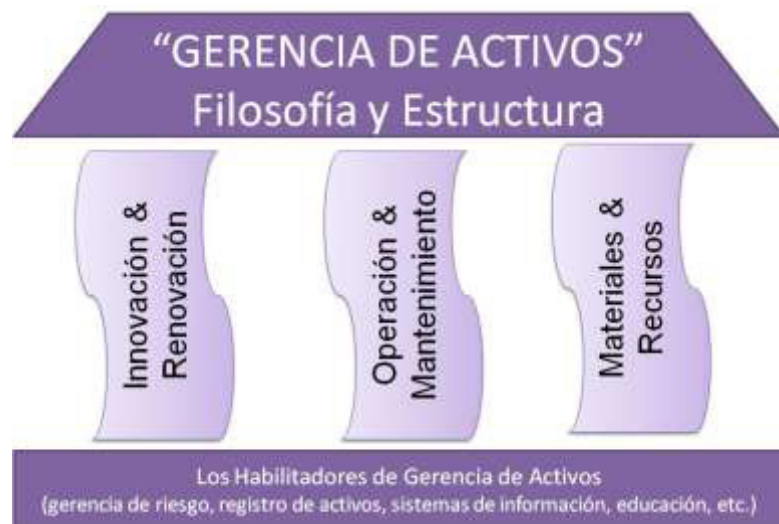 “GERENCIA DE ACTIVOS”
Filosofía y Estructura
Innovación &
Renovación
Operación &
Mantenimiento
Materiales &
Recursos
Los Habilitadores de Gerencia de Activos
(gerencia de riesgo, registro de activos, sistemas de información, educación, etc.)